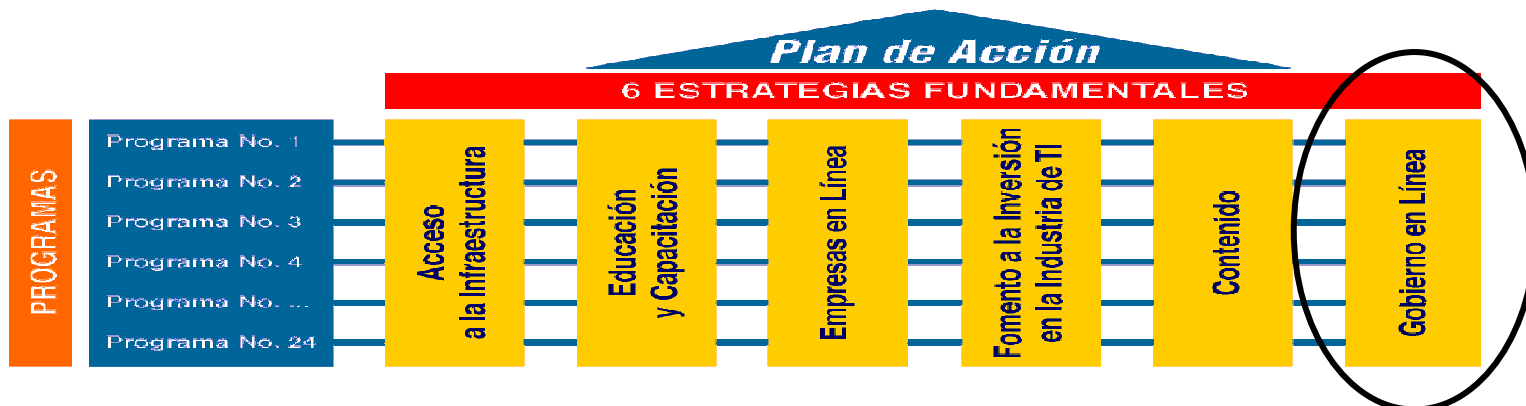 Plan de Acción
6 ESTRATEGIAS FUNDAMENTALES
PROGRAMAS
Programa No. 1
Programa No. 2
Programa No. 3
Programa No. 4
Programa No. ...
Programa No. 24
Acceso
a la Infraestructura
Educación
y Capacitación
Empresas en Línea
Fomento a la Inversión
en la Industria de TI
Contenido
Gobierno en Línea